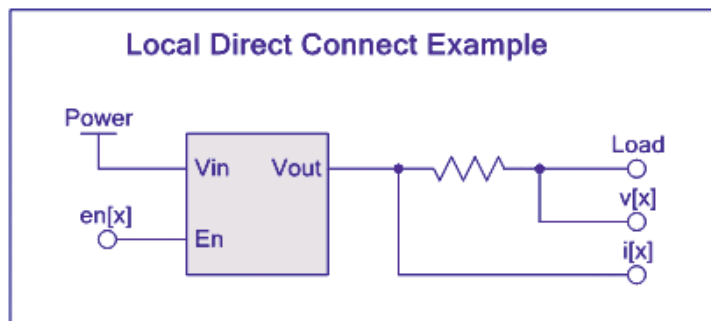 Local Direct Connect Example
Power
Load
Vin
Vout
v[x]
en[x]
En
i[x]